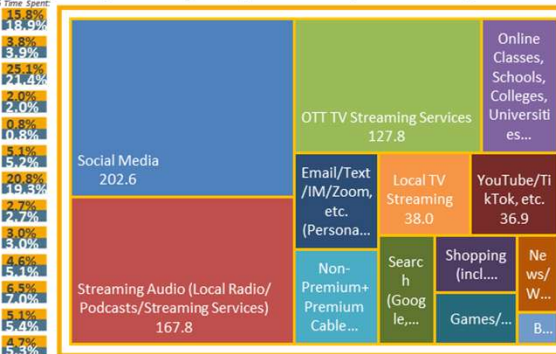 % Time Spent:
15.8%
18.9%
3.8%
3.9%
25.1%
21.4%
2.0%
2.0%
0.8%
0.8%
5.1%
5.2%
20.8%
19.3%
2.7%
2.7%
3.0%
3.0%
4.6%
5.1%
6.5%
7.0%
5.1%
5.4%
4.7%
5.3%
Social Media
202.6
Streaming Audio (Local Radio/
Podcasts/Streaming Services)
167.8
OTT TV Streaming Services
127.8
Online
Classes,
Schools,
Colleges,
Universiti
es...
Email/Text
/IM/Zoom,
etc.
(Persona...
Local TV
Streaming
38.0
YouTube/Ti
kTok, etc.
36.9
Non-
Premium+
Premium
Cable...
Searc
h
(Goog
le,...
Shopping
(incl....
Games/...
Ne
ws/
W...
B...